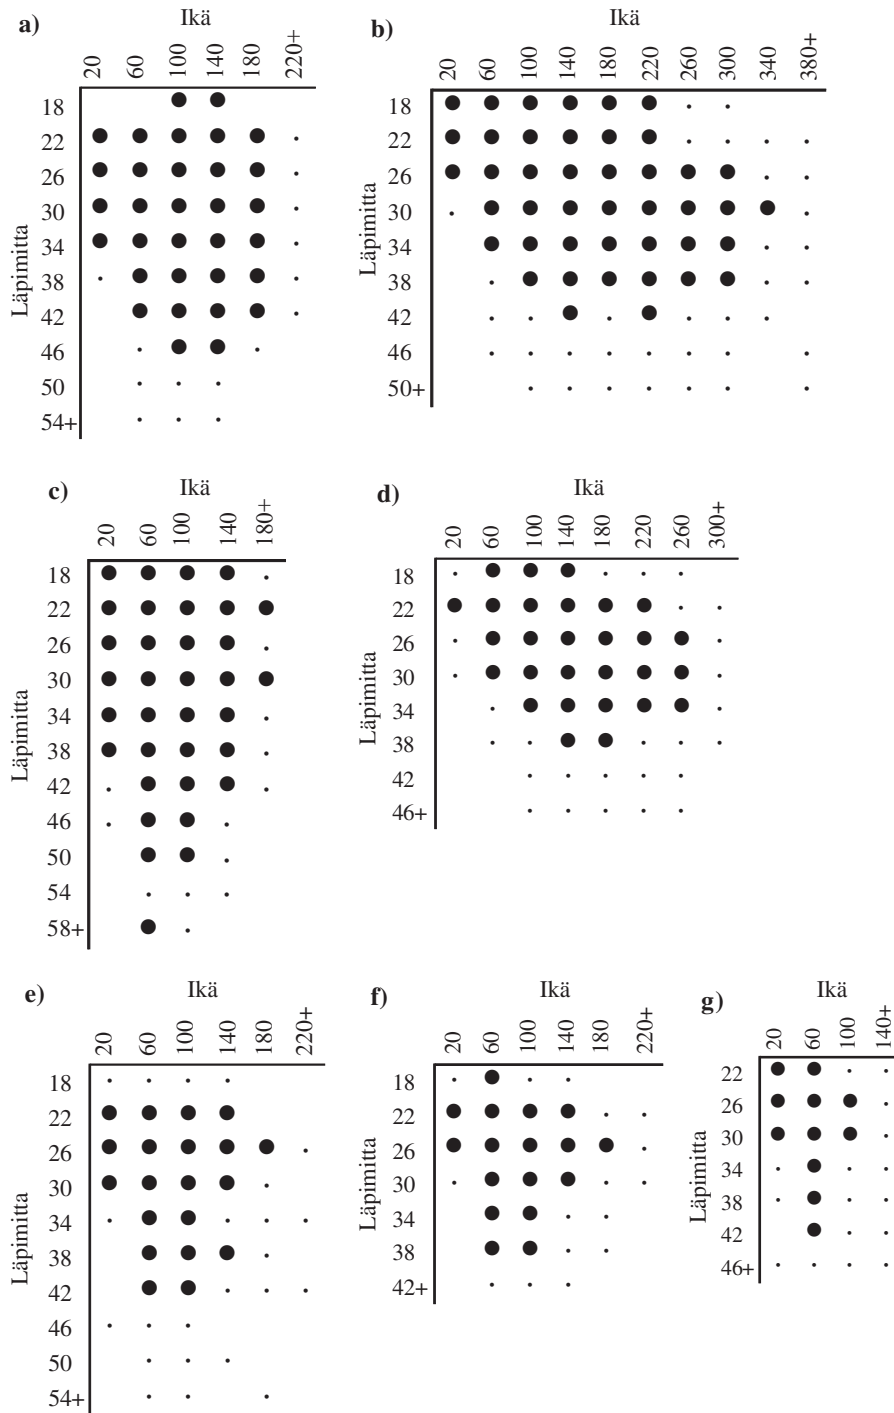 a)
Ikä
20 60 100 140 180 220+
Läpimitta
18
22
26
30
34
38
42
46
50
54+
b)
Ikä
20 60 100 140 180 220 260 300 340 380+
Läpimitta
18
22
26
30
34
38
42
46
50+
c)
Ikä
20 60 100 140 180+
Läpimitta
18
22
26
30
34
38
42
46
50
54
58+
d)
Ikä
20 60 100 140 180 220 260 300+
Läpimitta
18
22
26
30
34
38
42
46+
e)
Ikä
20 60 100 140 180 220+
Läpimitta
18
22
26
30
34
38
42
46
50
54+
f)
Ikä
20 60 100 140 180 220+
Läpimitta
18
22
26
30
34
38
42+
g)
Ikä
20 60 100 140+
Läpimitta
22
26
30
34
38
42
46+